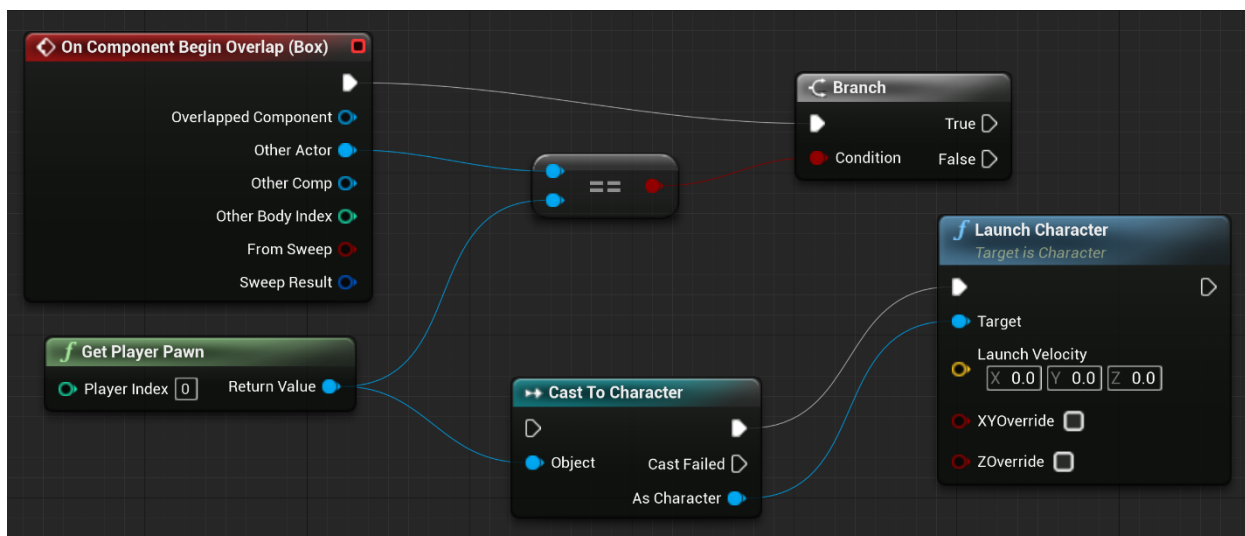 On Component Begin Overlap (Box)
Overlapped Component
Other Actor
Other Comp
Other Body Index
From Sweep
Sweep Result
Get Player Pawn
Player Index 0 Return Value
==
Branch
True
Condition False
Cast To Character
Object Cast Failed
As Character
f Launch Character
Target is Character
Target
Launch Velocity
X 0.0 Y 0.0 Z 0.0
XYOverride
ZOverride